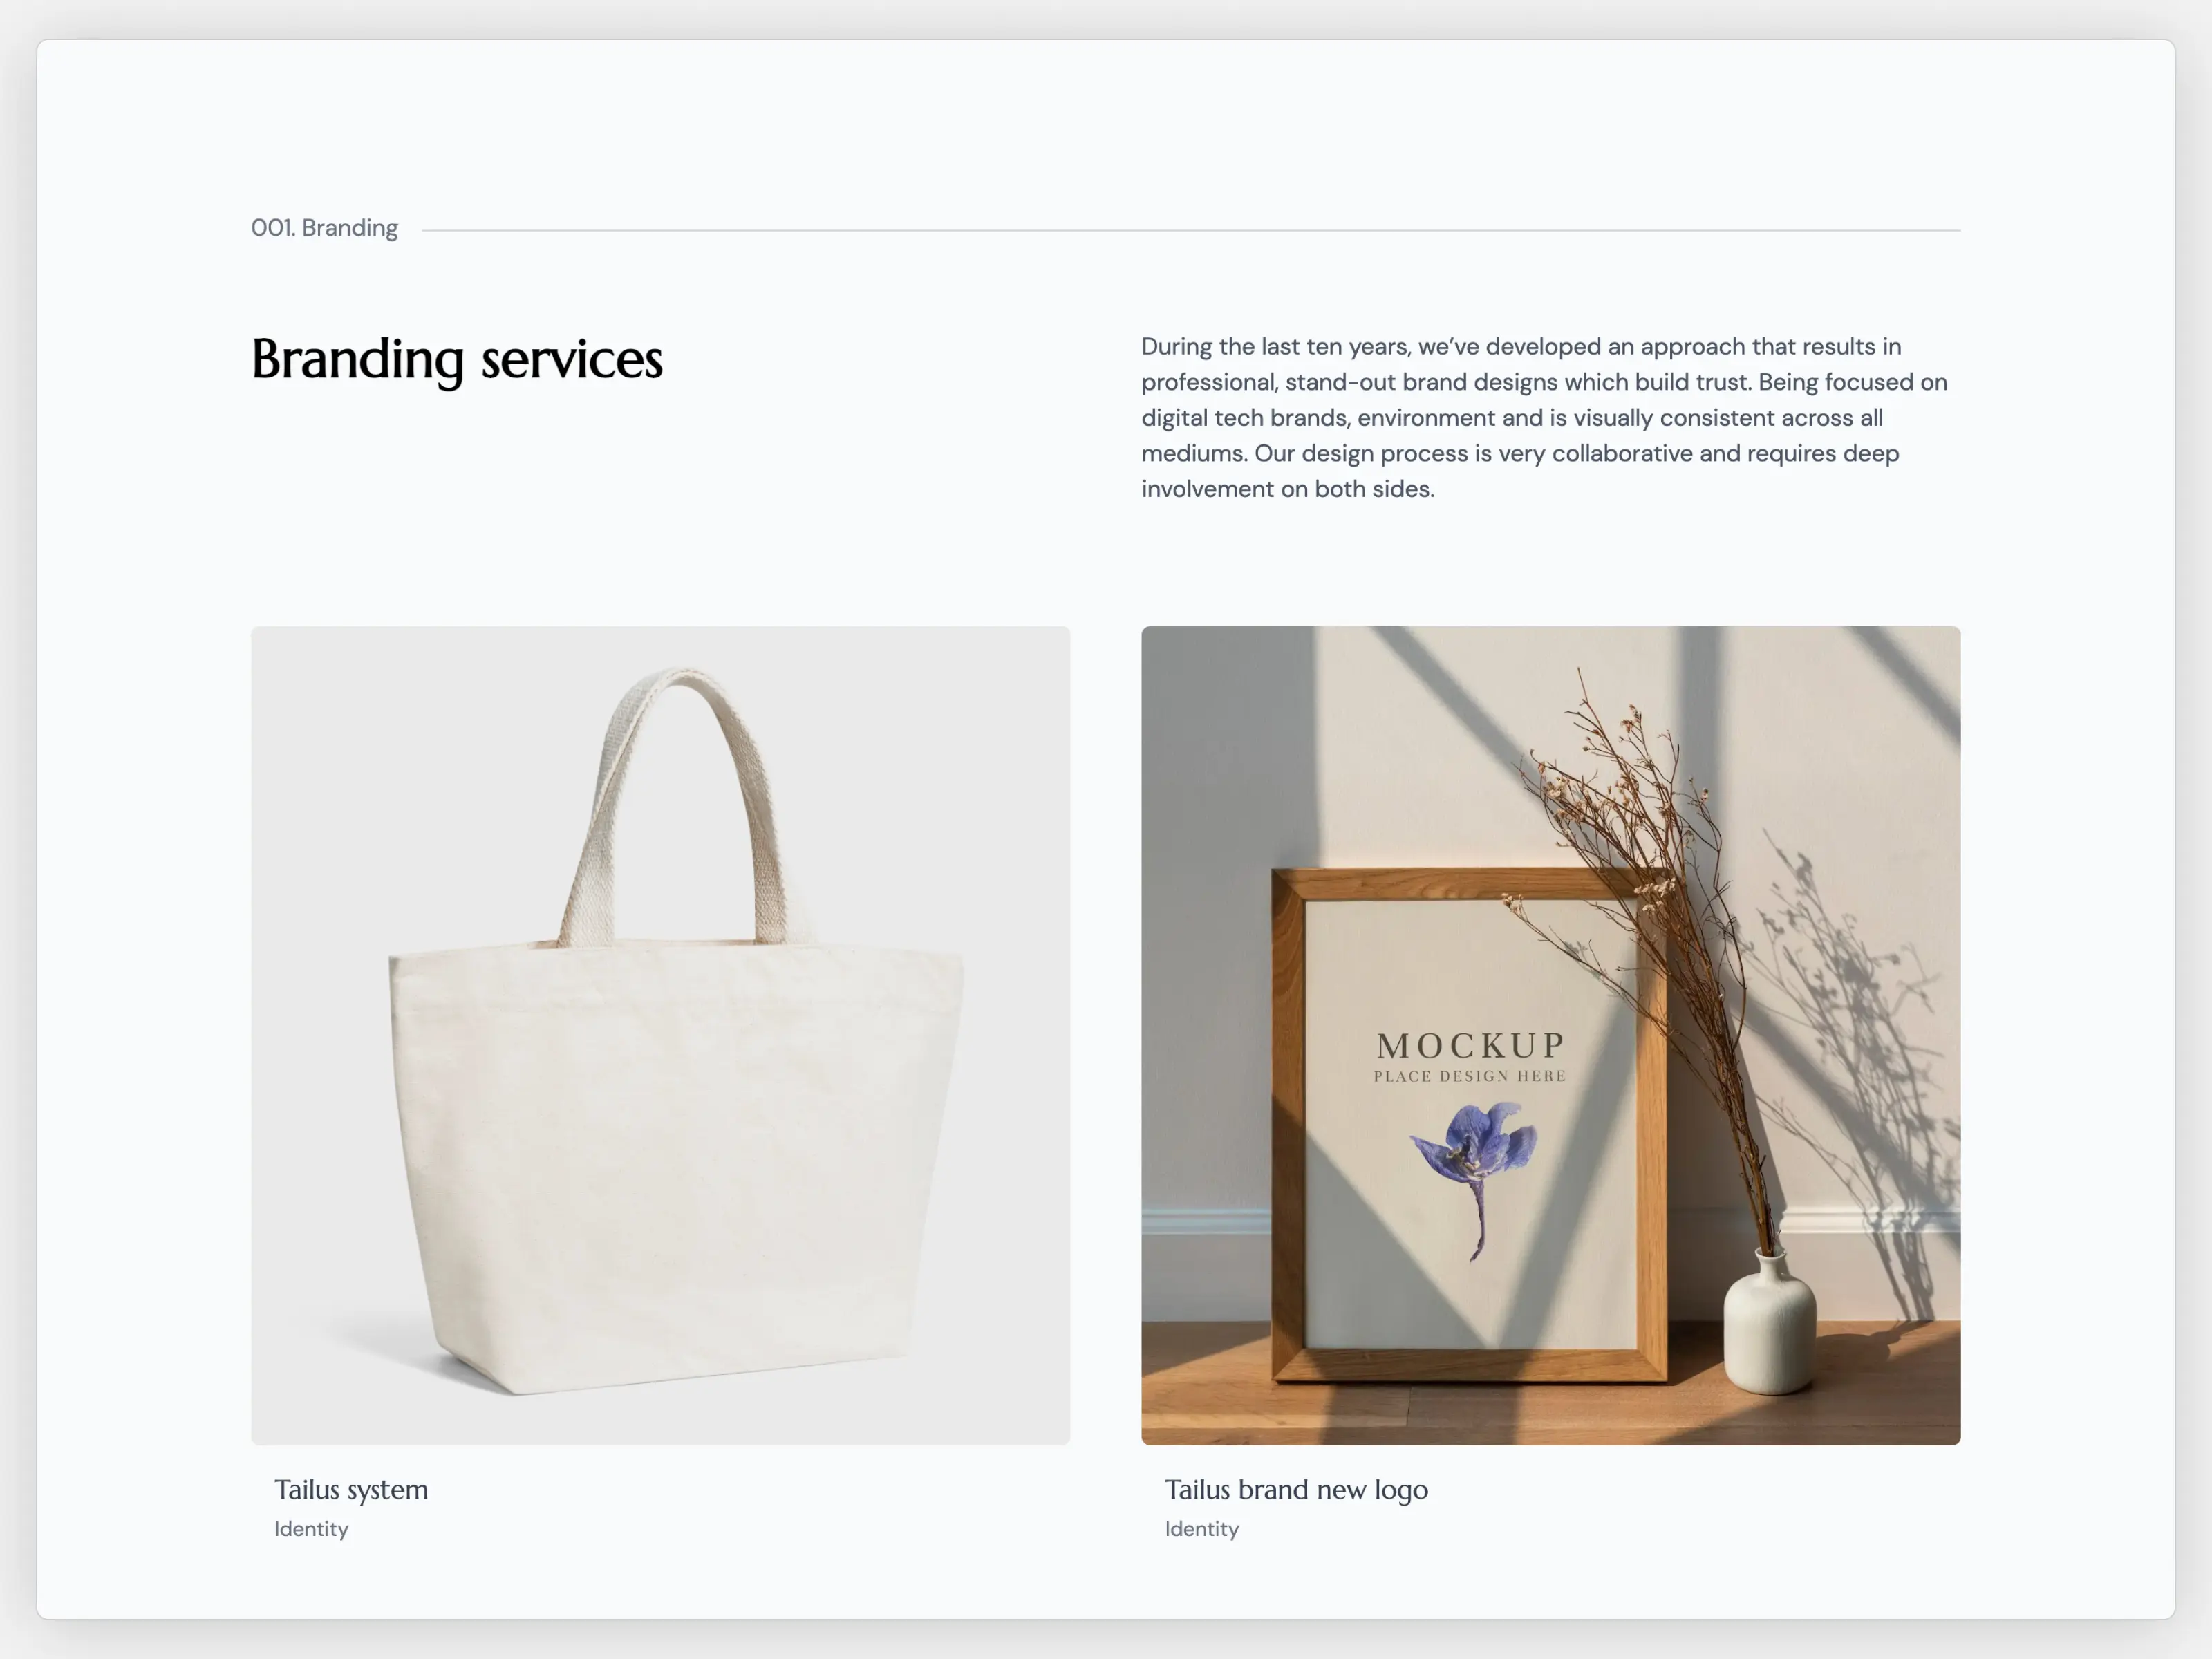 001. Branding
Branding services
During the last ten years, we’ve developed an approach that results in
professional, stand-out brand designs which build trust. Being focused on
digital tech brands, environment and is visually consistent across all
mediums. Our design process is very collaborative and requires deep
involvement on both sides.
MOCKUP
PLACE DESIGN HERE
Tailus system
Identity
Tailus brand new logo
Identity